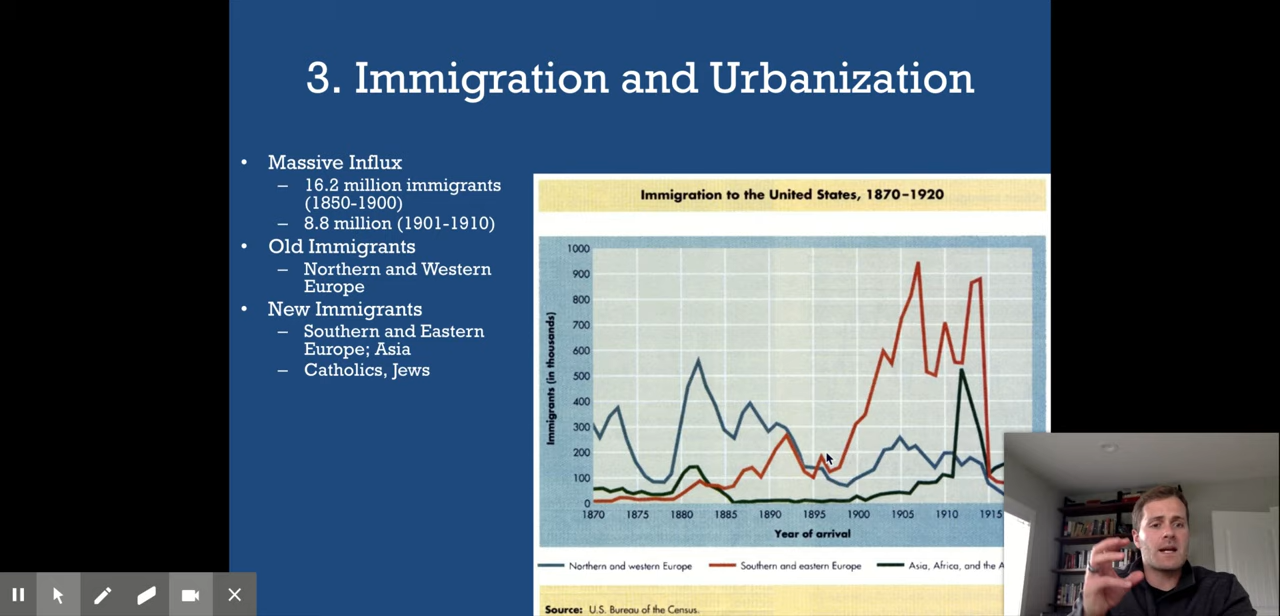 3. Immigration and Urbanization
• Massive Influx
– 16.2 million immigrants
(1850-1900)
– 8.8 million (1901-1910)
• Old Immigrants
– Northern and Western
Europe
• New Immigrants
– Southern and Eastern
Europe; Asia
– Catholics, Jews
Immigration to the United States, 1870–1920
Immigrants (in thousands)
1000
900
800
700
600
500
400
300
200
100
0
1870 1875 1880 1885 1890 1895 1900 1905 1910 1915
Year of arrival
Northern and western Europe Southern and eastern Europe Asia, Africa, and the A
Source: U.S. Bureau of the Census.